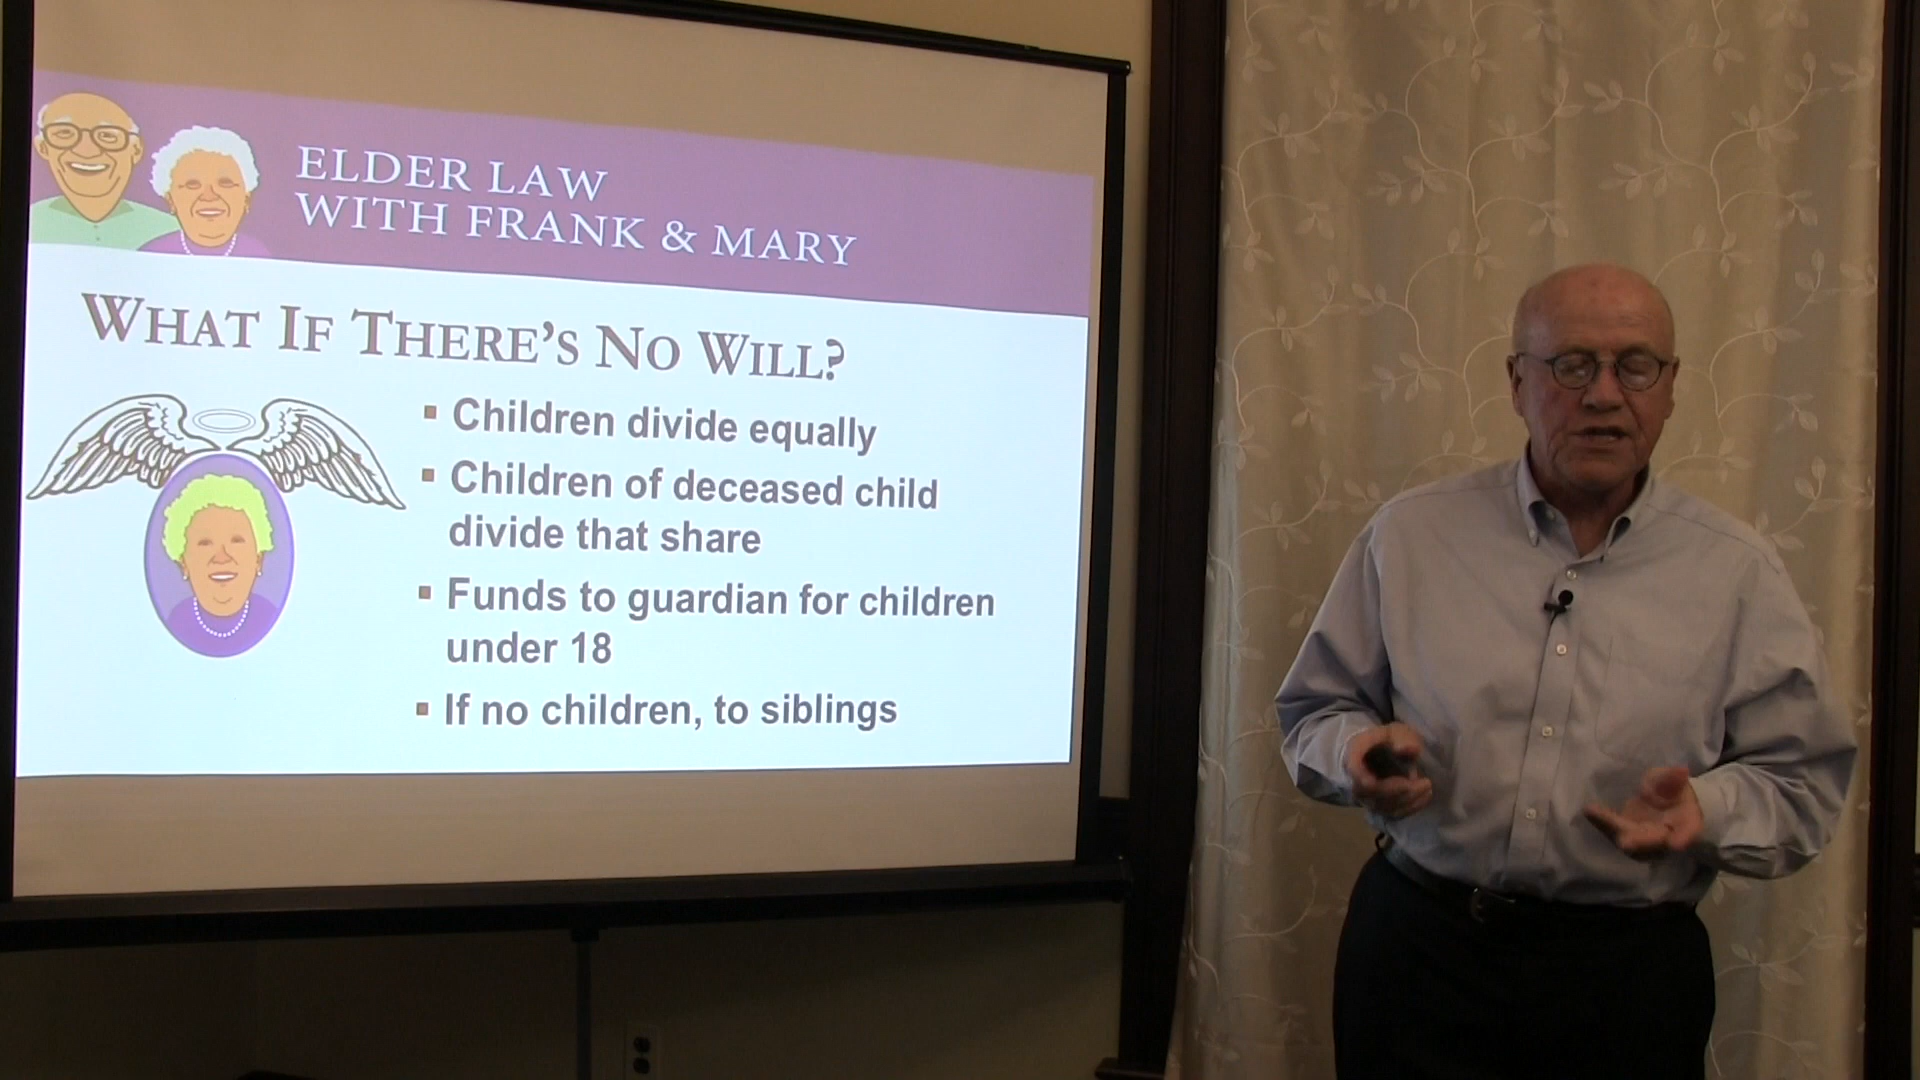 ELDER LAW
WITH FRANK & MARY
WHAT IF THERE'S NO WILL?
▪ Children divide equally
▪ Children of deceased child
divide that share
▪ Funds to guardian for children
under 18
▪ If no children, to siblings